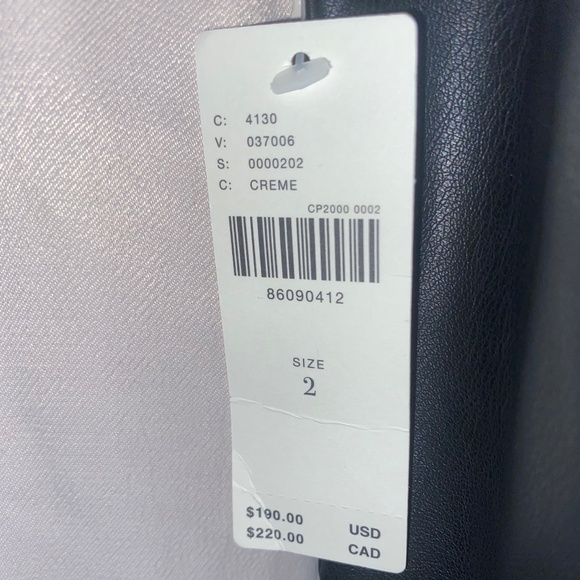 C: 4130
V: 037006
S: 0000202
C: CREME
CP2000 0002
86090412
SIZE
2
$190.00 USD
$220.00 CAD